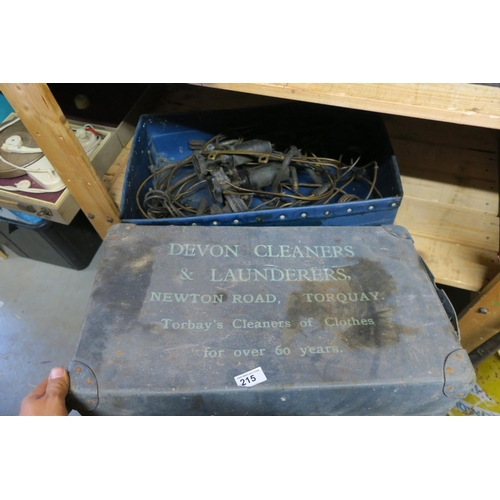 DEVON CLEANERS
& LAUNDERERS,
NEWTON ROAD, TORQUAY.
Torbay's Cleaners of Clothes
for over 60 years.
215